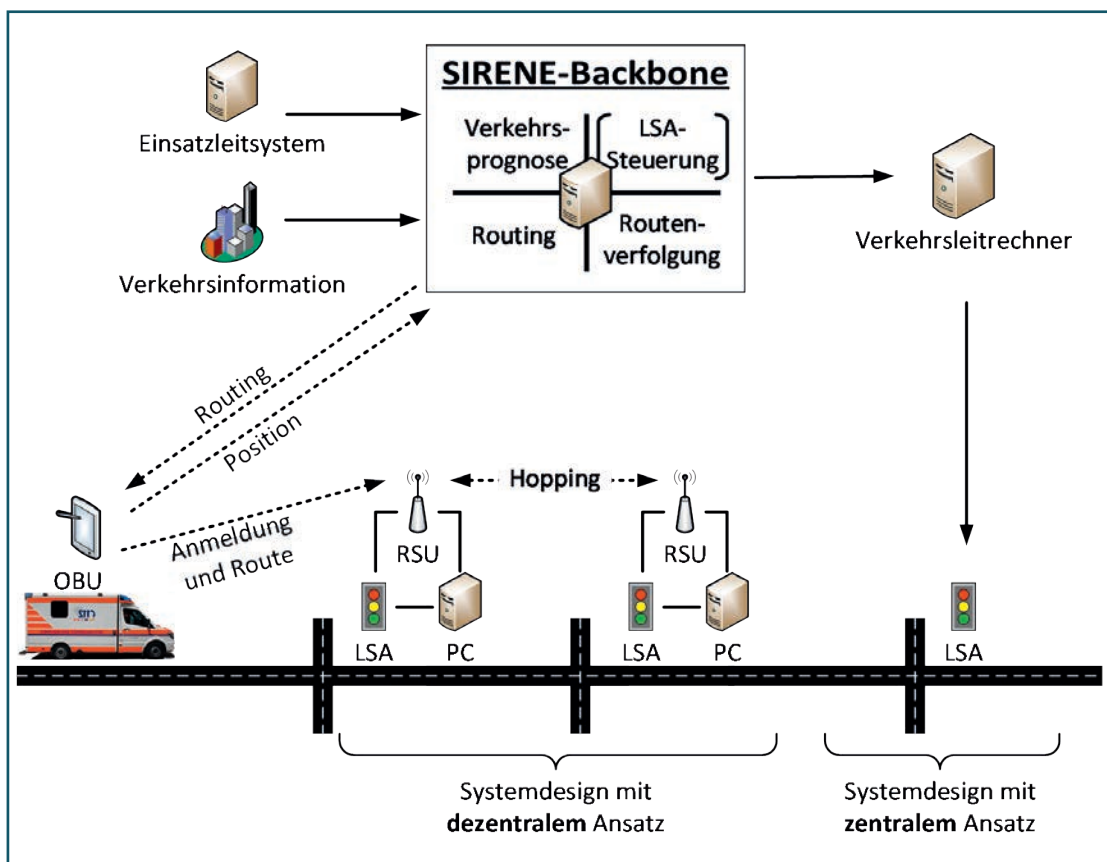 SIRENE-Backbone
Einsatzleitsystem
Verkehrs-
prognose
LSA-
Steuerung
Routing
Routen-
verfolgung
Verkehrsinformation
Verkehrsleitrechner
Routing
Position
Anmeldung
und Route
Hopping
OBU
RSU
RSU
LSA
PC
LSA
PC
LSA
Systemdesign mit
dezentralem Ansatz
Systemdesign mit
zentralem Ansatz